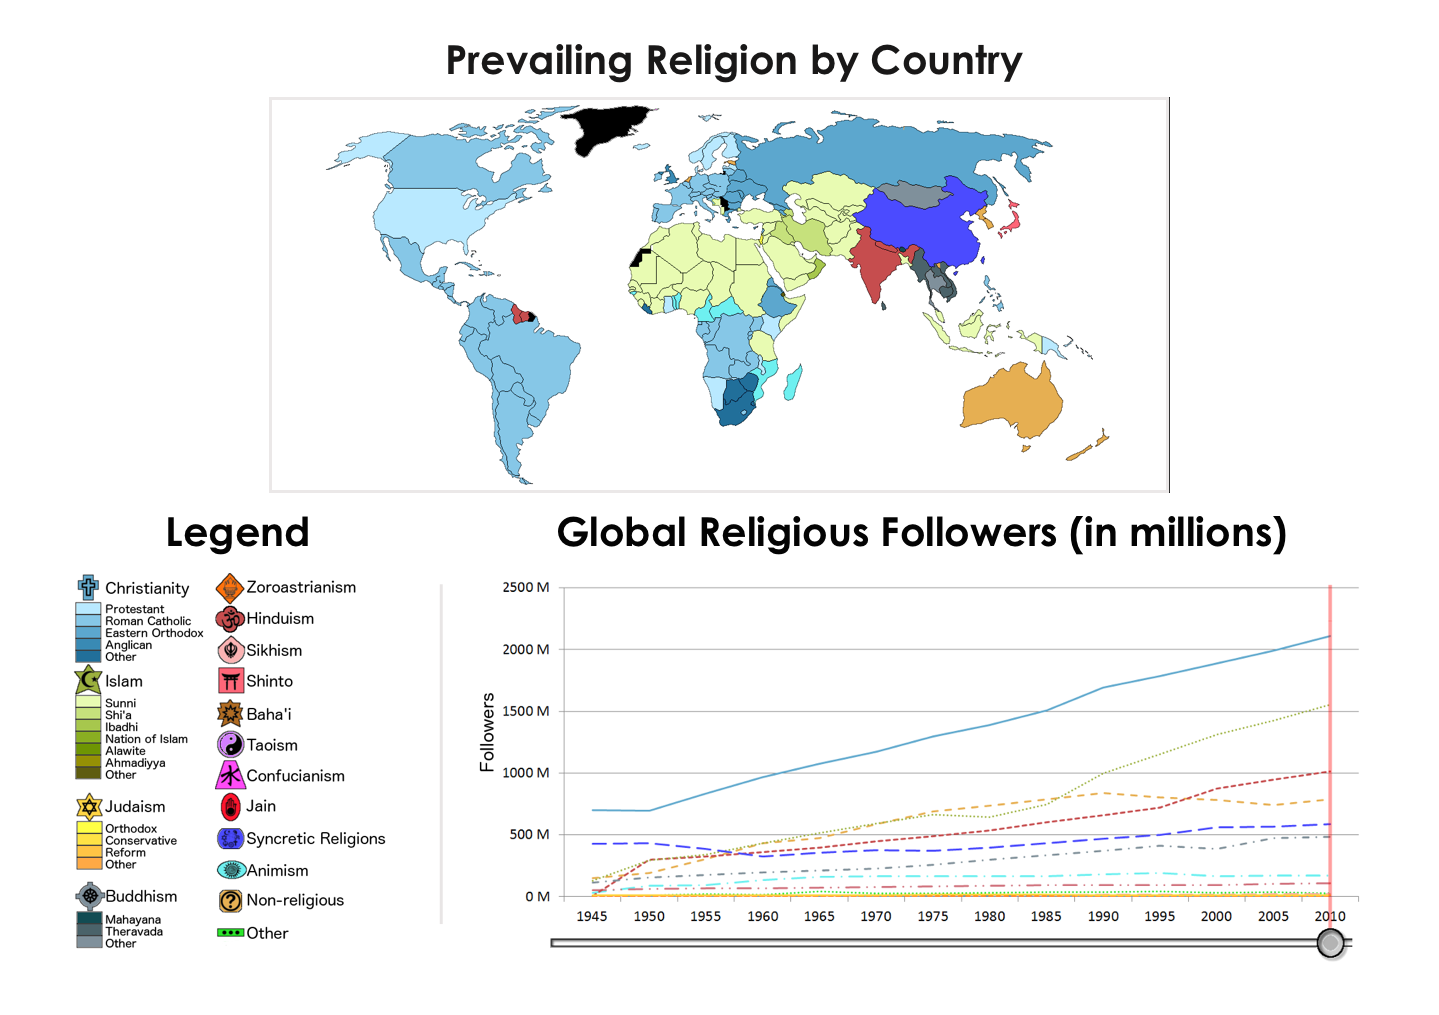 Prevailing Religion by Country
Legend
Global Religious Followers (in millions)
Christianity
Protestant
Roman Catholic
Eastern Orthodox
Anglican
Other
Islam
Sunni
Shi'a
Ibadhi
Nation of Islam
Alawite
Ahmadiyya
Other
Judaism
Orthodox
Conservative
Reform
Other
Buddhism
Mahayana
Theravada
Other
Zoroastrianism
Hinduism
Sikhism
Shinto
Baha'i
Taoism
Confucianism
Jain
Syncretic Religions
Animism
Non-religious
Other
Followers
2500 M
2000 M
1500 M
1000 M
500 M
0 M
1945 1950 1955 1960 1965 1970 1975 1980 1985 1990 1995 2000 2005 2010